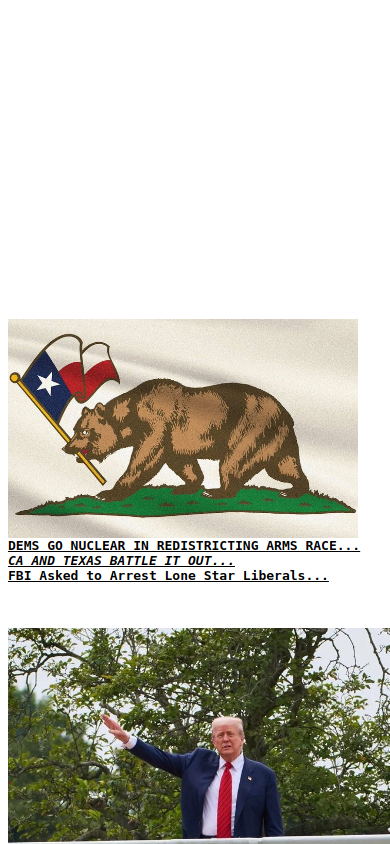 DEMS GO NUCLEAR IN REDISTRICTING ARMS RACE...
CA AND TEXAS BATTLE IT OUT...
FBI Asked to Arrest Lone Star Liberals...